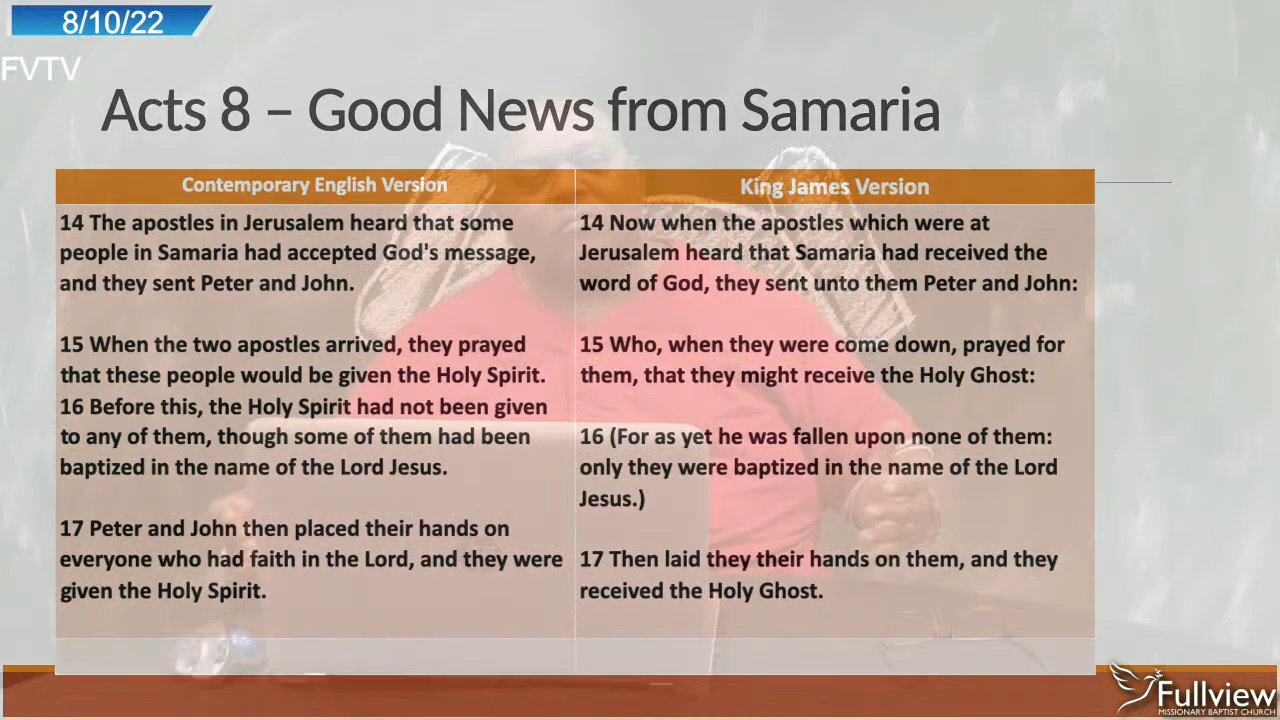 8/10/22
FVTV
Acts 8 – Good News from Samaria
Contemporary English Version
14 The apostles in Jerusalem heard that some
people in Samaria had accepted God's message,
and they sent Peter and John.
15 When the two apostles arrived, they prayed
that these people would be given the Holy Spirit.
16 Before this, the Holy Spirit had not been given
to any of them, though some of them had been
baptized in the name of the Lord Jesus.
17 Peter and John then placed their hands on
everyone who had faith in the Lord, and they were
given the Holy Spirit.
King James Version
14 Now when the apostles which were at
Jerusalem heard that Samaria had received the
word of God, they sent unto them Peter and John:
15 Who, when they were come down, prayed for
them, that they might receive the Holy Ghost:
16 (For as yet he was fallen upon none of them:
only they were baptized in the name of the Lord
Jesus.)
17 Then laid they their hands on them, and they
received the Holy Ghost.
Fullview
MISSIONARY BAPTIST CHURCH